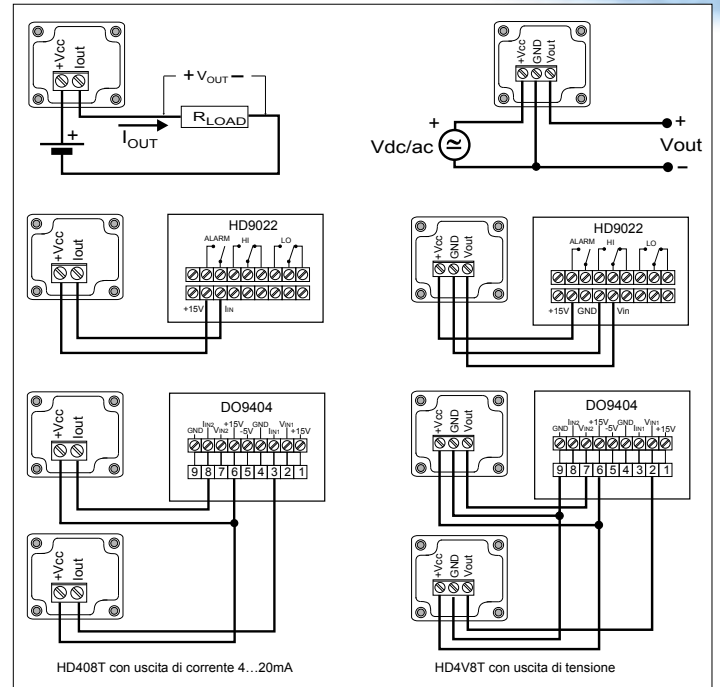 +Vcc
Iout
+ VOUT −
RLOAD
IOUT
+
+Vcc
GND
Vout
+
Vdc/ac
+
Vout
−
+Vcc
Iout
HD9022
ALARM HI LO
+15V IIN
+Vcc
GND
Vout
HD9022
ALARM HI LO
+15V GND Vin
+Vcc
Iout
DO9404
GND IIN2 VIN2 +15V -5V GND IIN1 VIN1 +15V
9 8 7 6 5 4 3 2 1
+Vcc
Iout
HD408T con uscita di corrente 4…20mA
+Vcc
GND
Vout
DO9404
GND IIN2 VIN2 +15V -5V GND IIN1 VIN1 +15V
9 8 7 6 5 4 3 2 1
+Vcc
GND
Vout
HD4V8T con uscita di tensione